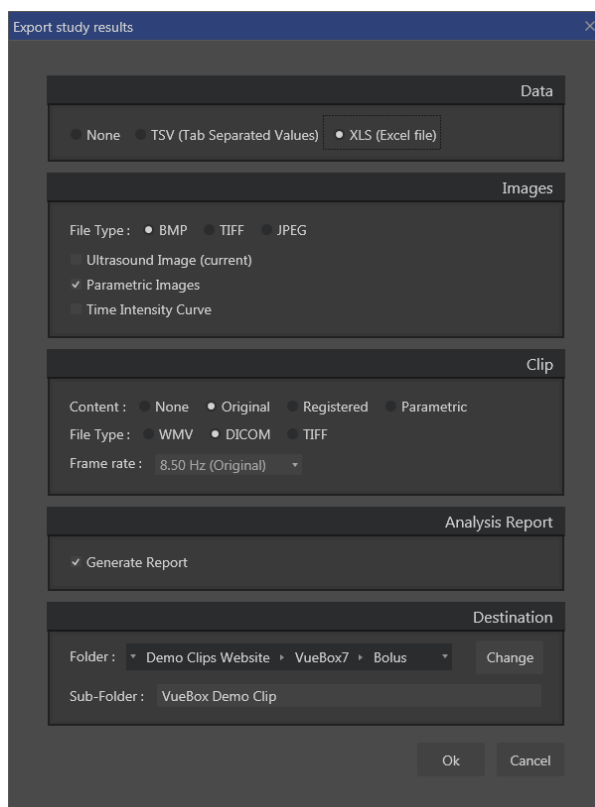 Export study results
Data
None TSV (Tab Separated Values) XLS (Excel file)
Images
File Type : BMP TIFF JPEG
Ultrasound Image (current)
Parametric Images
Time Intensity Curve
Clip
Content : None Original Registered Parametric
File Type : WMV DICOM TIFF
Frame rate : 8.50 Hz (Original)
Analysis Report
Generate Report
Destination
Folder : Demo Clips Website VueBox7 Bolus Change
Sub-Folder : VueBox Demo Clip
Ok Cancel